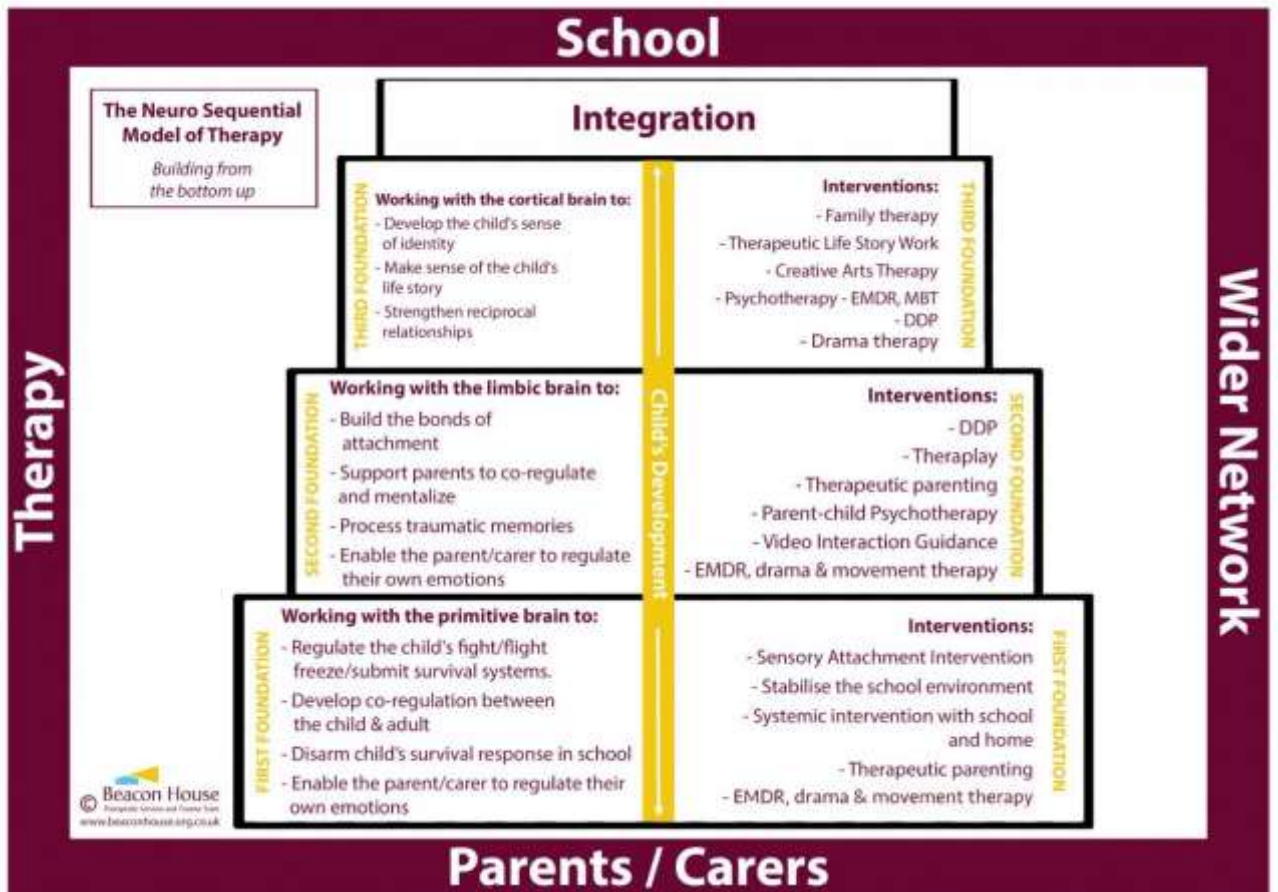 School
The Neuro Sequential
Model of Therapy
Building from
the bottom up
Integration
THIRD FOUNDATION
Working with the cortical brain to:
- Develop the child's sense
of identity
- Make sense of the child's
life story
- Strengthen reciprocal
relationships
Interventions:
- Family therapy
- Therapeutic Life Story Work
- Creative Arts Therapy
- Psychotherapy - EMDR, MBT
- DDP
- Drama therapy
THIRD FOUNDATION
SECOND FOUNDATION
Working with the limbic brain to:
- Build the bonds of
attachment
- Support parents to co-regulate
and mentalize
- Process traumatic memories
- Enable the parent/carer to regulate
their own emotions
Child's Development
Interventions:
- DDP
- Theraplay
- Therapeutic parenting
- Parent-child Psychotherapy
- Video Interaction Guidance
- EMDR, drama & movement therapy
SECOND FOUNDATION
FIRST FOUNDATION
Working with the primitive brain to:
- Regulate the child's fight/flight
freeze/submit survival systems.
- Develop co-regulation between
the child & adult
- Disarm child's survival response in school
- Enable the parent/carer to regulate their
own emotions
Interventions:
- Sensory Attachment Intervention
- Stabilise the school environment
- Systemic intervention with school
and home
- Therapeutic parenting
- EMDR, drama & movement therapy
FIRST FOUNDATION
Therapy
Wider Network
© Beacon House
Therapeutic Services and Trauma Team
www.beaconhouse.org.uk
Parents / Carers